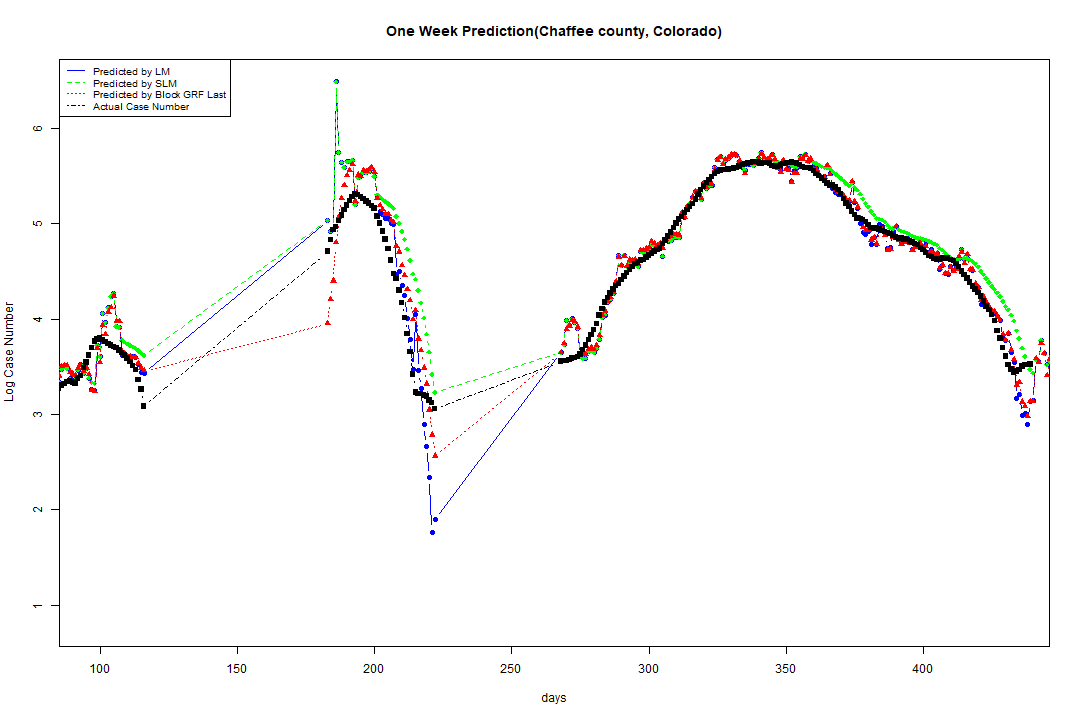 One Week Prediction(Chaffee county, Colorado)
Predicted by LM
Predicted by SLM
Predicted by Block GRF Last
Actual Case Number
6
5
4
3
2
1
Log Case Number
100 150 200 250 300 350 400
days